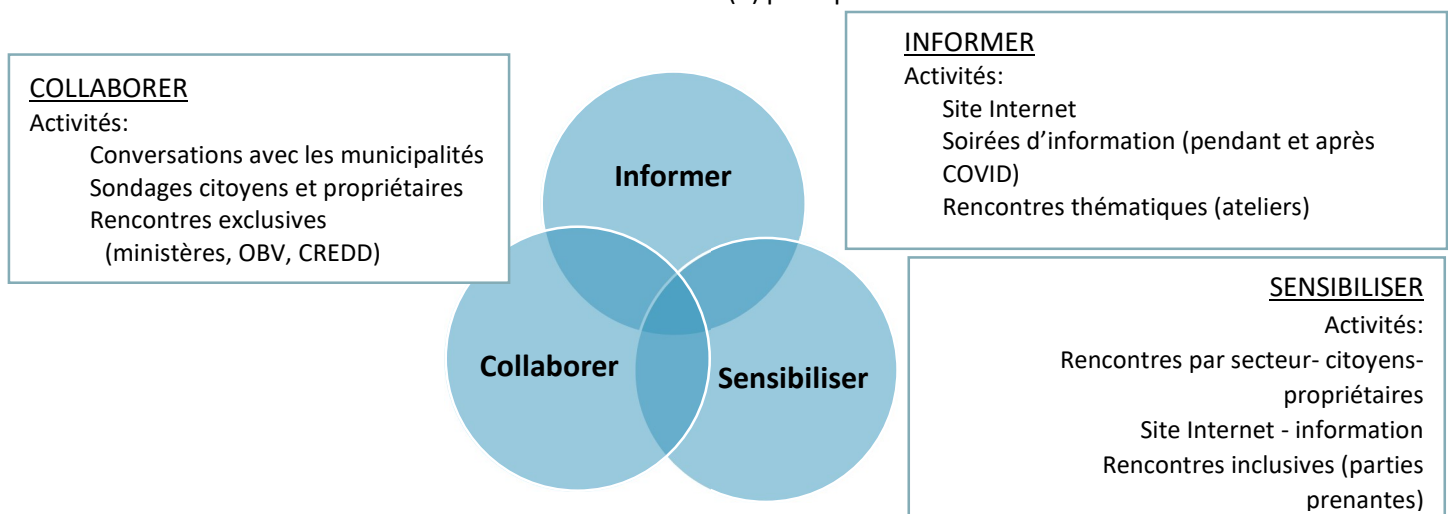 COLLABORER
Activités:
Conversations avec les municipalités
Sondages citoyens et propriétaires
Rencontres exclusives
(ministères, OBV, CREDD)
INFORMER
Activités:
Site Internet
Soirées d’information (pendant et après
COVID)
Rencontres thématiques (ateliers)
Informer
Collaborer
Sensibiliser
SENSIBILISER
Activités:
Rencontres par secteur- citoyens-
propriétaires
Site Internet - information
Rencontres inclusives (parties
prenantes)